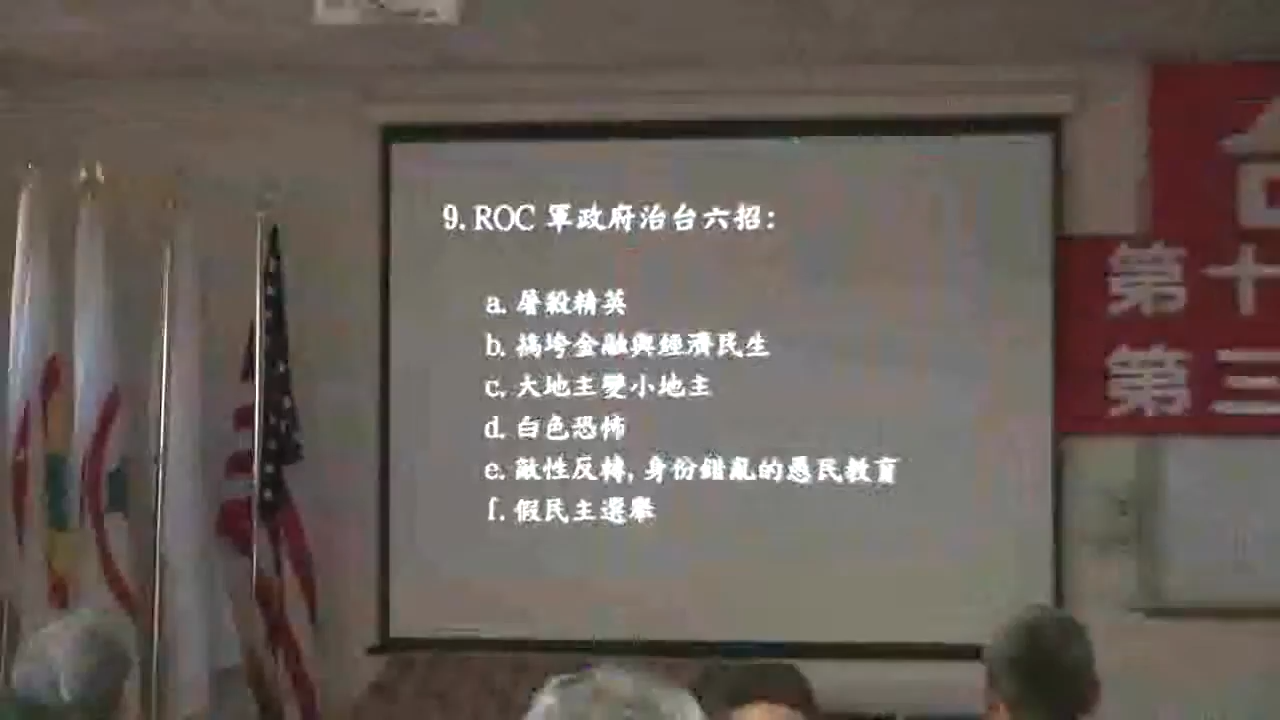 9. ROC 軍政府治台六招:
a. 屠殺精英
b. 搞垮金融與經濟民生
c. 大地主變小地主
d. 白色恐怖
e. 敵性反轉, 身份錯亂的愚民教育
f. 假民主選舉
第十
第三